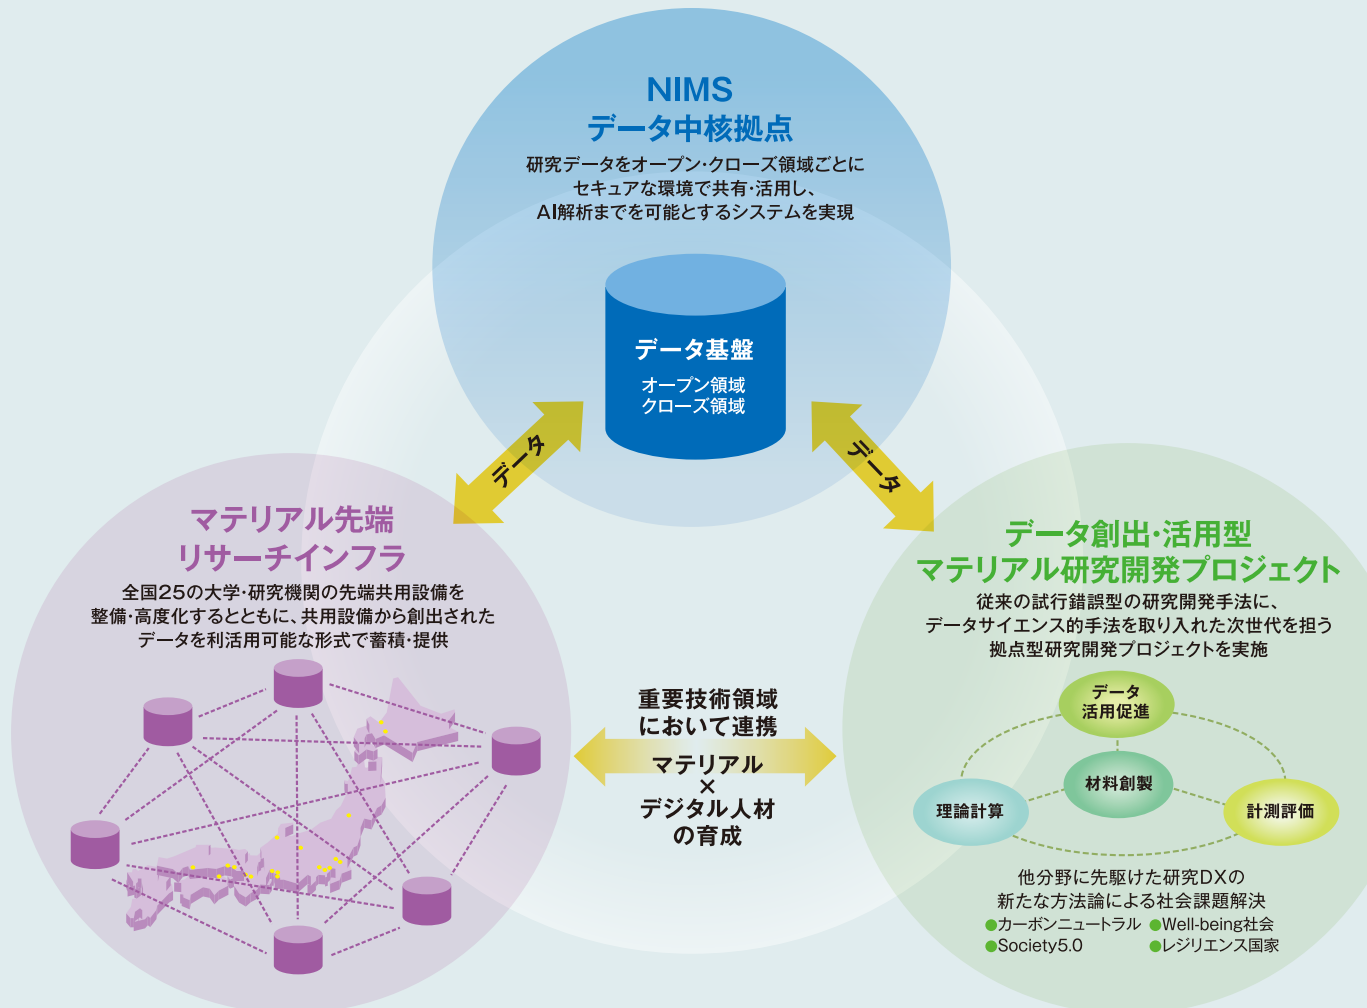 NIMS
データ中核拠点
研究データをオープン・クローズ領域ごとに
セキュアな環境で共有・活用し、
AI解析までを可能とするシステムを実現
データ基盤
オープン領域
クローズ領域
データ
データ
マテリアル先端
リサーチインフラ
全国25の大学・研究機関の先端共用設備を
整備・高度化するとともに、共用設備から創出された
データを利活用可能な形式で蓄積・提供
重要技術領域
において連携
マテリアル
×
デジタル人材
の育成
データ創出・活用型
マテリアル研究開発プロジェクト
従来の試行錯誤型の研究開発手法に、
データサイエンス的手法を取り入れた次世代を担う
拠点型研究開発プロジェクトを実施
データ
活用促進
材料創製
理論計算
計測評価
他分野に先駆けた研究DXの
新たな方法論による社会課題解決
●カーボンニュートラル ●Well-being社会
●Society5.0 ●レジリエンス国家